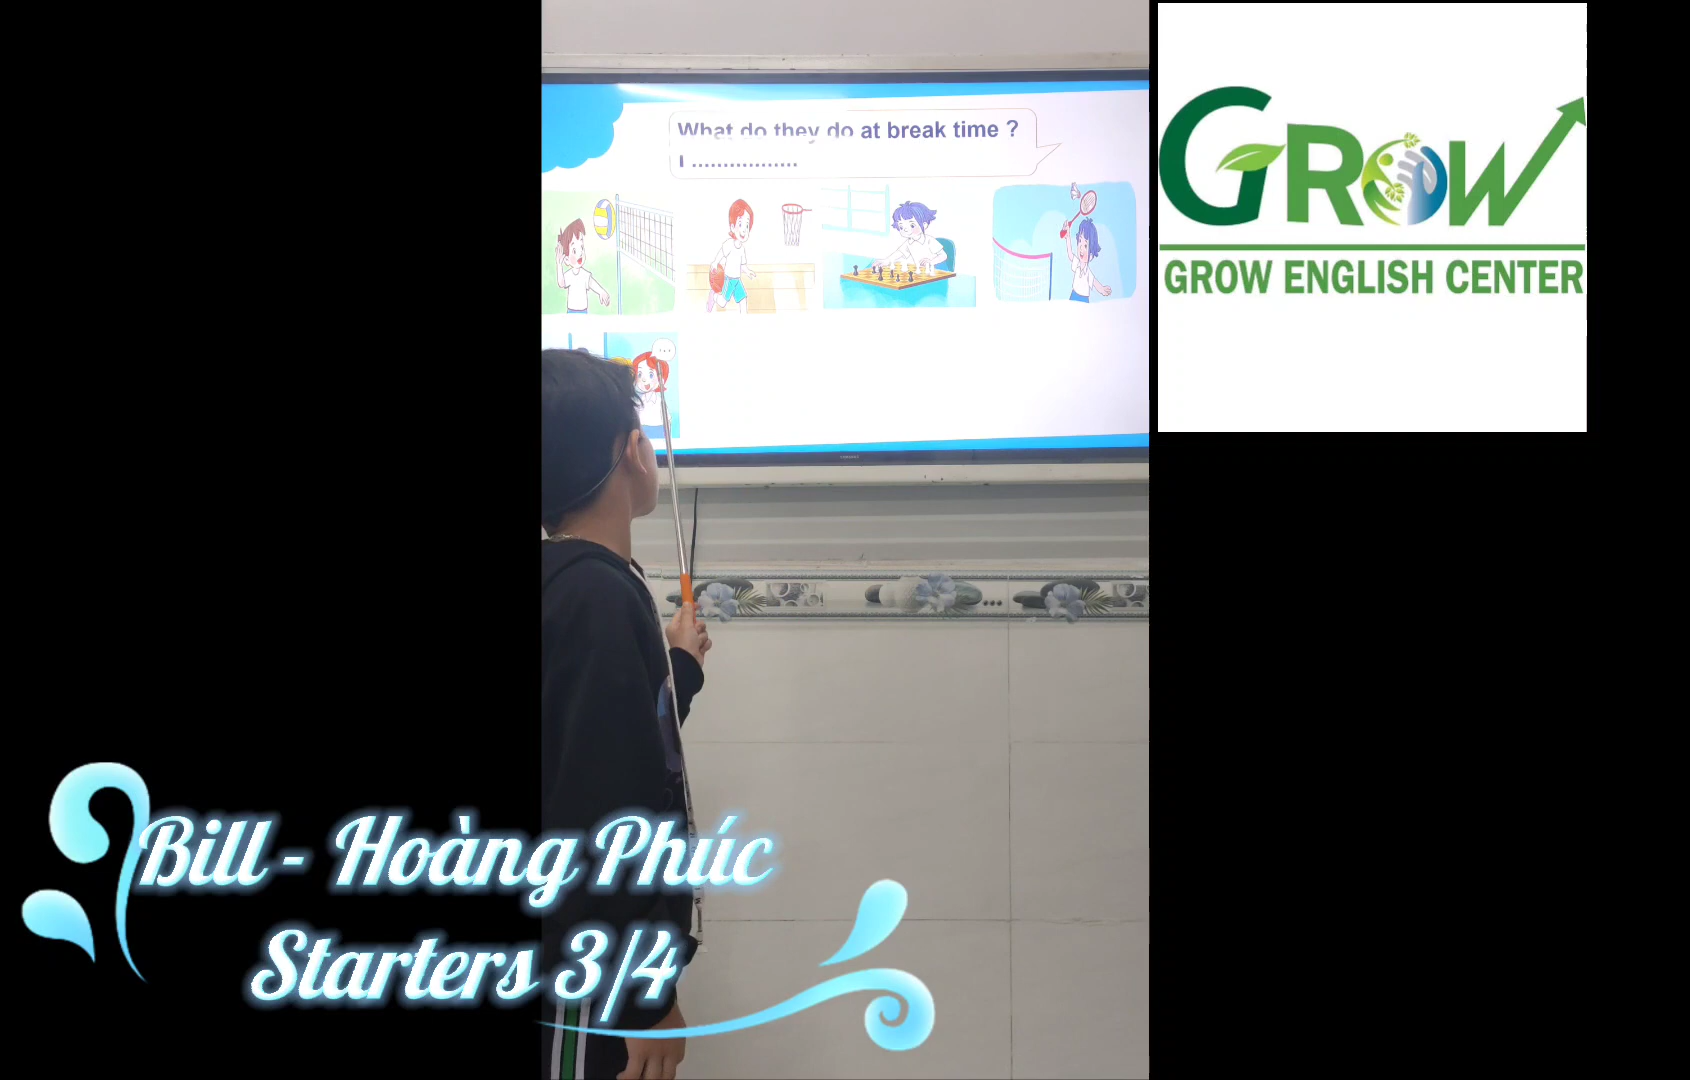 What do they do at break time ?
I .................
GROW
GROW ENGLISH CENTER
Bill - Hoàng Phúc
Starters 3/4